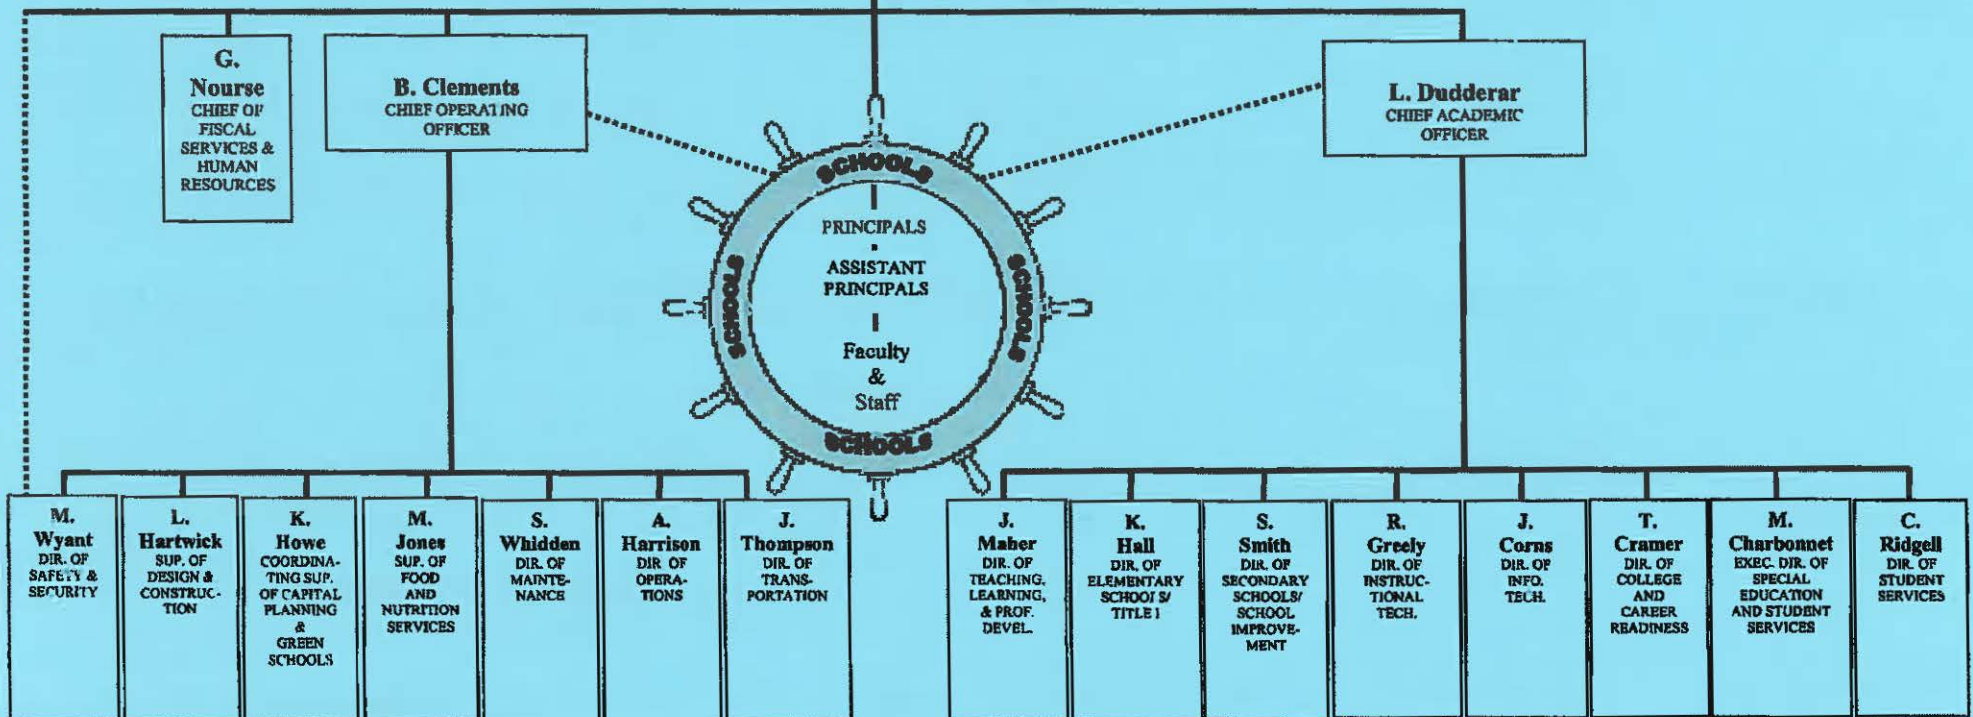 G.
Nourse
CHIEF OF
FISCAL
SERVICES &
HUMAN
RESOURCES
B. Clements
CHIEF OPERATING
OFFICER
L. Dudderar
CHIEF ACADEMIC
OFFICER
SCHOOLS
SCHOOLS
SCHOOLS
SCHOOLS
PRINCIPALS
ASSISTANT
PRINCIPALS
Faculty
&
Staff
M.
Wyant
DIR. OF
SAFETY &
SECURITY
L.
Hartwick
SUP. OF
DESIGN &
CONSTRUC-
TION
K.
Howe
COORDINA-
TING SUP.
OF CAPITAL
PLANNING
&
GREEN
SCHOOLS
M.
Jones
SUP. OF
FOOD
AND
NUTRITION
SERVICES
S.
Whidden
DIR. OF
MAINTE-
NANCE
A.
Harrison
DIR OF
OPERA-
TIONS
J.
Thompson
DIR. OF
TRANS-
PORTATION
J.
Maher
DIR. OF
TEACHING,
LEARNING,
& PROF.
DEVEL.
K.
Hall
DIR. OF
ELEMENTARY
SCHOOLS/
TITLE I
S.
Smith
DIR. OF
SECONDARY
SCHOOLS/
SCHOOL
IMPROVE-
MENT
R.
Greely
DIR. OF
INSTRUC-
TIONAL
TECH.
J.
Corns
DIR. OF
INFO.
TECH.
T.
Cramer
DIR. OF
COLLEGE
AND
CAREER
READINESS
M.
Charbonnet
EXEC. DIR. OF
SPECIAL
EDUCATION
AND STUDENT
SERVICES
C.
Ridgell
DIR. OF
STUDENT
SERVICES